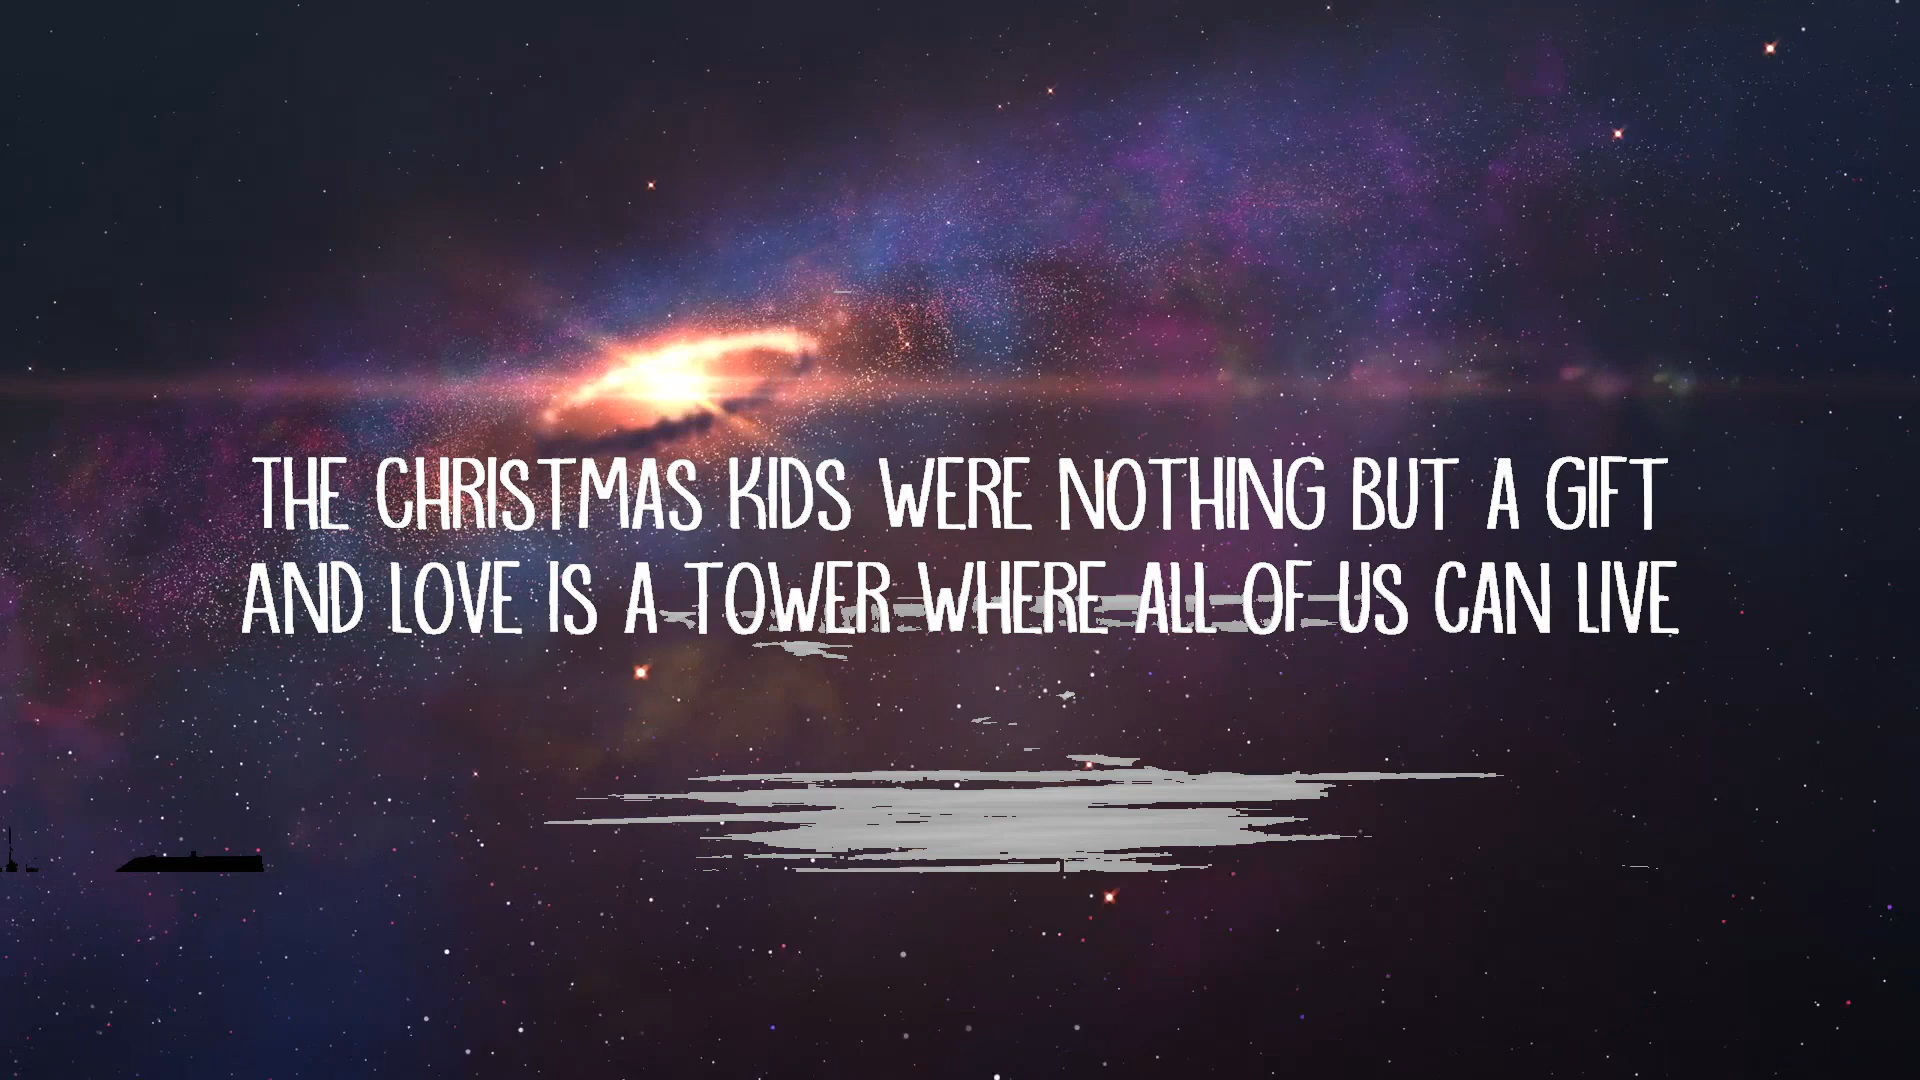 THE CHRISTMAS KIDS WERE NOTHING BUT A GIFT
AND LOVE IS A TOWER WHERE ALL OF US CAN LIVE